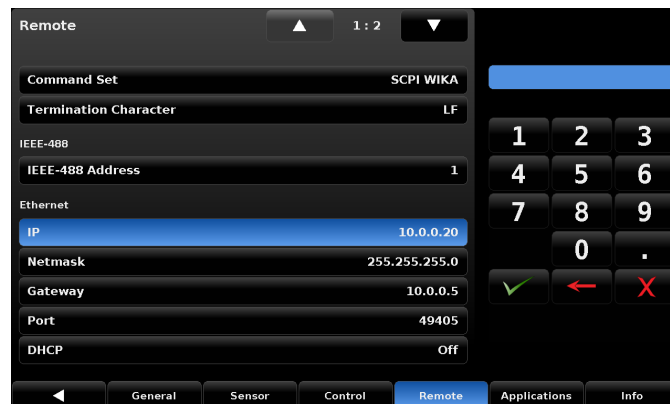 Remote 1 : 2
Command Set SCPI WIKA
Termination Character LF
IEEE-488
IEEE-488 Address 1
Ethernet
IP 10.0.0.20
Netmask 255.255.255.0
Gateway 10.0.0.5
Port 49405
DHCP Off
1 2 3
4 5 6
7 8 9
0 .
X
General Sensor Control Remote Applications Info